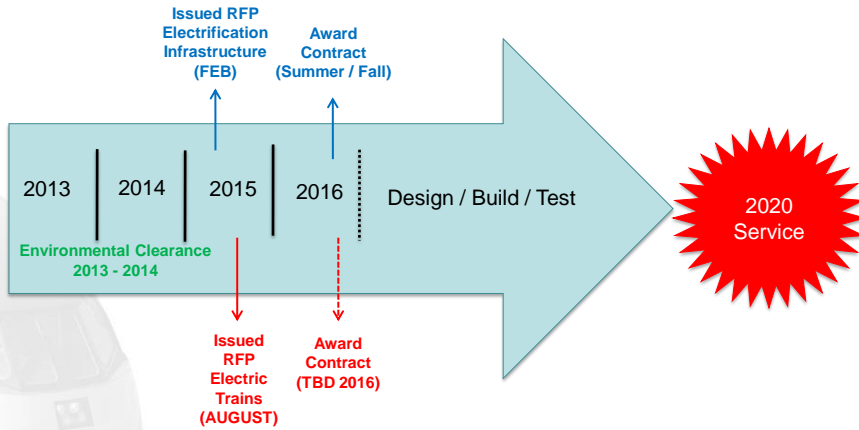 Issued RFP
Electrification
Infrastructure
(FEB)
Award
Contract
(Summer / Fall)
2013
2014
2015
2016
Design / Build / Test
2020
Service
Environmental Clearance
2013 - 2014
Issued
RFP
Electric
Trains
(AUGUST)
Award
Contract
(TBD 2016)